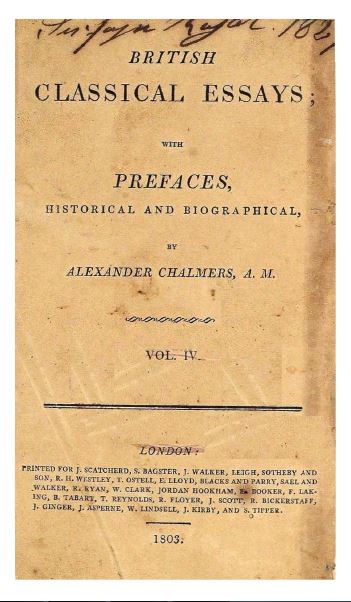 182
BRITISH
CLASSICAL ESSAYS;
WITH
PREFACES,
HISTORICAL AND BIOGRAPHICAL,
BY
ALEXANDER CHALMERS, A. M.
VOL. IV.
LONDON:
PRINTED FOR J. SCATCHERD, S. BAGSTER, J. WALKER, LEIGH, SOTHEBY AND
SON, R. H. WESTLEY, T. OSTELL, E. LLOYD, BLACKS AND PARRY, SAEL AND
WALKER, R. RYAN, W. CLARK, JORDAN HOOKHAM, E. BOOKER, F. LAK-
ING, B. TABART, T. REYNOLDS, R. FLOYER, J. SCOTT, R. BICKERSTAFF,
J. GINGER, J. ASPERNE, W. LINDSELL, J. KIRBY, AND S. TIPPER.
1803.